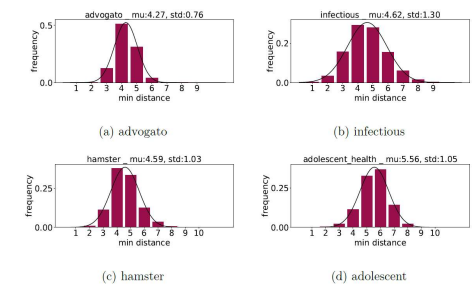 advogato _ mu:4.27, std:0.76
frequency
0.5
0.0
1 2 3 4 5 6 7 8 9
min distance
(a) advogato
infectious _ mu:4.62, std:1.30
frequency
0.2
0.0
1 2 3 4 5 6 7 8 9
min distance
(b) infectious
hamster _ mu:4.59, std:1.03
frequency
0.25
0.00
1 2 3 4 5 6 7 8 9 10
min distance
(c) hamster
adolescent_health _ mu:5.56, std:1.05
frequency
0.25
0.00
1 2 3 4 5 6 7 8 9 10
min distance
(d) adolescent